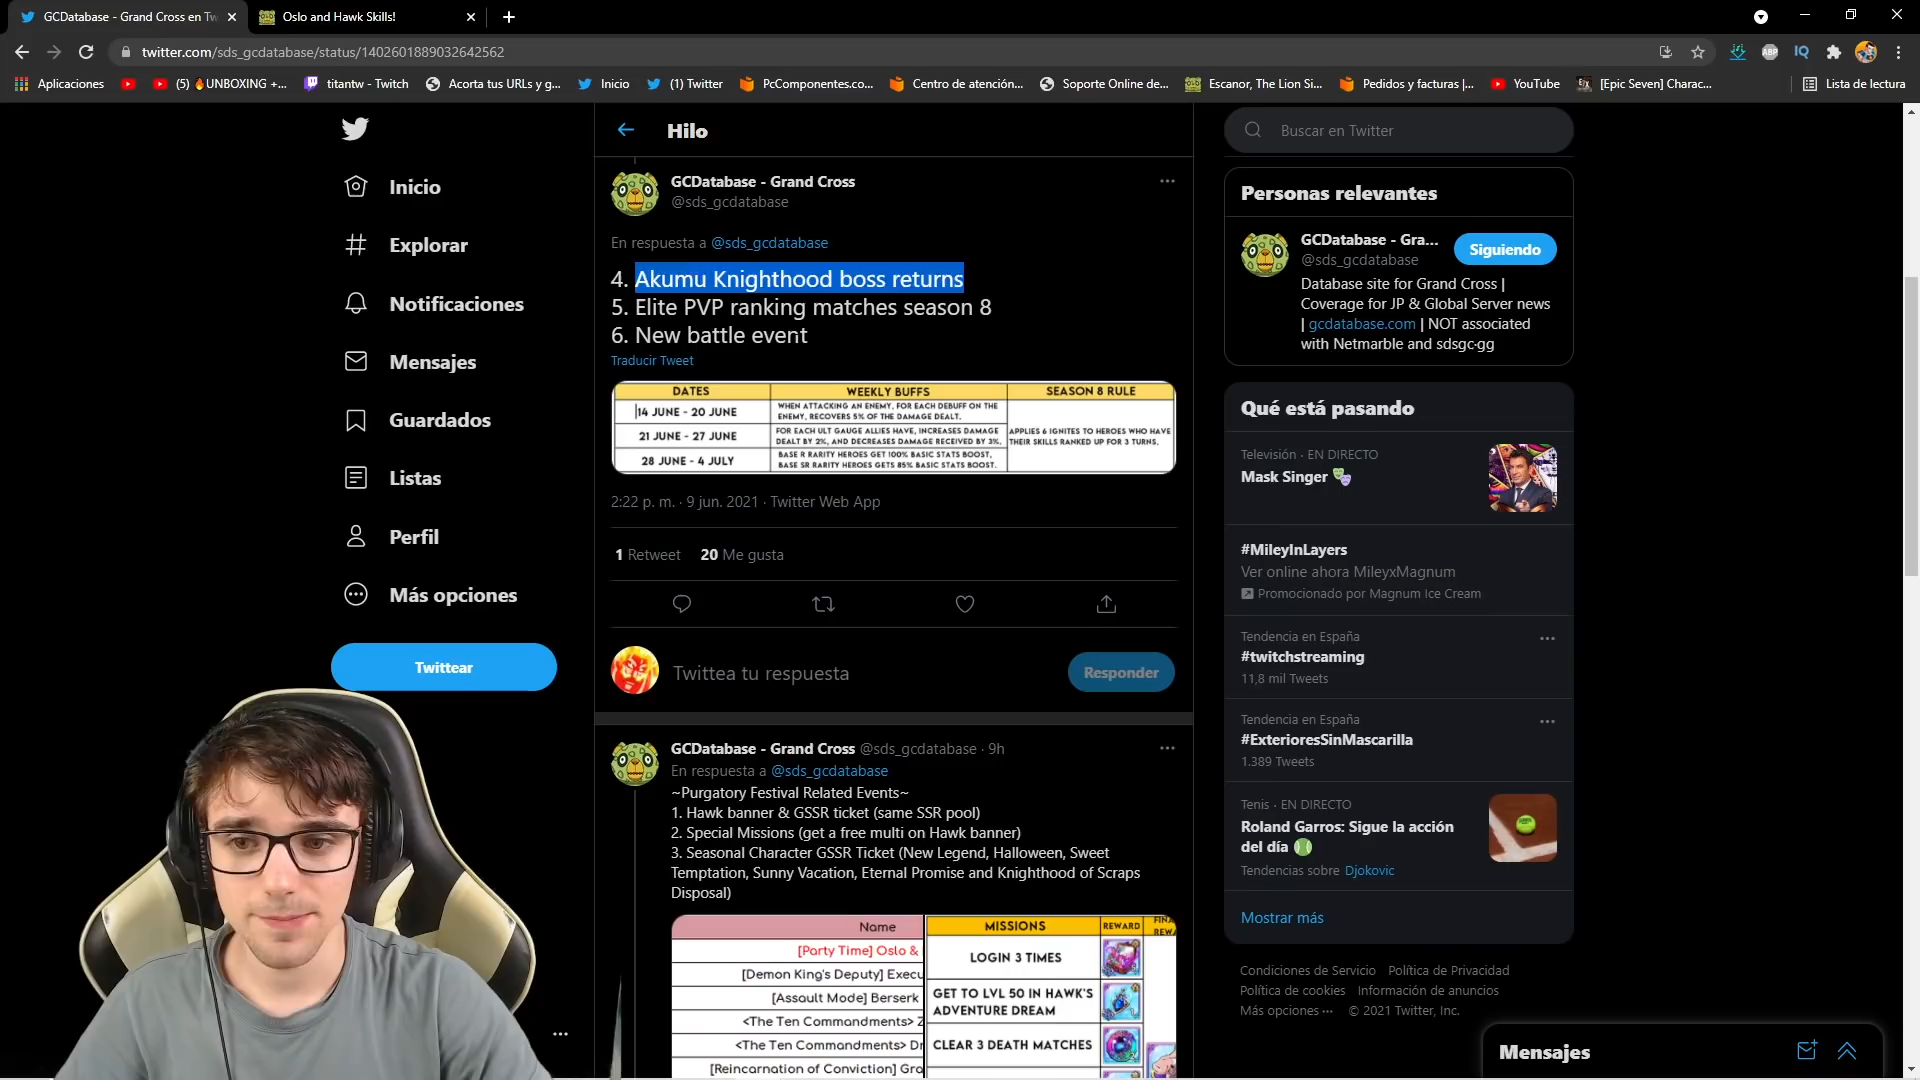 GCDatabase - Grand Cross en Tw
Oslo and Hawk Skills!
twitter.com/sds_gcdatabase/status/1402601889032642562
Aplicaciones
(5) 🔥UNBOXING +...
titantw - Twitch
Acorta tus URLs y g...
Inicio
(1) Twitter
PcComponentes.co...
Centro de atención...
Soporte Online de...
Escanor, The Lion Si...
Pedidos y facturas |...
YouTube
[Epic Seven] Charac...
Lista de lectura
Inicio
Explorar
Notificaciones
Mensajes
Guardados
Listas
Perfil
Más opciones
Twittear
Hilo
GCDatabase - Grand Cross
@sds_gcdatabase
En respuesta a @sds_gcdatabase
4. Akumu Knighthood boss returns
5. Elite PVP ranking matches season 8
6. New battle event
Traducir Tweet
DATES WEEKLY BUFFS SEASON 8 RULE
14 JUNE - 20 JUNE
WHEN ATTACKING AN ENEMY, FOR EACH DEBUFF ON THE
ENEMY, RECOVERS 5% OF THE DAMAGE DEALT.
21 JUNE - 27 JUNE
FOR EACH ULT GAUGE ALLIES HAVE, INCREASES DAMAGE
DEALT BY 2%, AND DECREASES DAMAGE RECEIVED BY 3%.
28 JUNE - 4 JULY
BASE R RARITY HEROES GET 100% BASIC STATS BOOST,
BASE SR RARITY HEROES GETS 85% BASIC STATS BOOST.
APPLIES 6 IGNITES TO HEROES WHO HAVE
THEIR SKILLS RANKED UP FOR 3 TURNS.
2:22 p. m. · 9 jun. 2021 · Twitter Web App
1 Retweet 20 Me gusta
Twittea tu respuesta
Responder
GCDatabase - Grand Cross @sds_gcdatabase · 9h
En respuesta a @sds_gcdatabase
~Purgatory Festival Related Events~
1. Hawk banner & GSSR ticket (same SSR pool)
2. Special Missions (get a free multi on Hawk banner)
3. Seasonal Character GSSR Ticket (New Legend, Halloween, Sweet
Temptation, Sunny Vacation, Eternal Promise and Knighthood of Scraps
Disposal)
Name
[Party Time] Oslo &
[Demon King's Deputy] Execu
[Assault Mode] Berserk
<The Ten Commandments> Z
<The Ten Commandments> Dr
[Reincarnation of Conviction] Gro
MISSIONS REWARD
LOGIN 3 TIMES
GET TO LVL 50 IN HAWK'S
ADVENTURE DREAM
CLEAR 3 DEATH MATCHES
Buscar en Twitter
Personas relevantes
GCDatabase - Gra...
@sds_gcdatabase
Siguiendo
Database site for Grand Cross |
Coverage for JP & Global Server news
| gcdatabase.com | NOT associated
with Netmarble and sdsgc·gg
Qué está pasando
Televisión · EN DIRECTO
Mask Singer 🎭
#MileyInLayers
Ver online ahora MileyxMagnum
Promocionado por Magnum Ice Cream
Tendencia en España
#twitchstreaming
11,8 mil Tweets
Tendencia en España
#ExterioresSinMascarilla
1.389 Tweets
Tenis · EN DIRECTO
Roland Garros: Sigue la acción
del día 🎾
Tendencias sobre Djokovic
Mostrar más
Condiciones de Servicio Política de Privacidad
Política de cookies Información de anuncios
Más opciones ··· © 2021 Twitter, Inc.
Mensajes